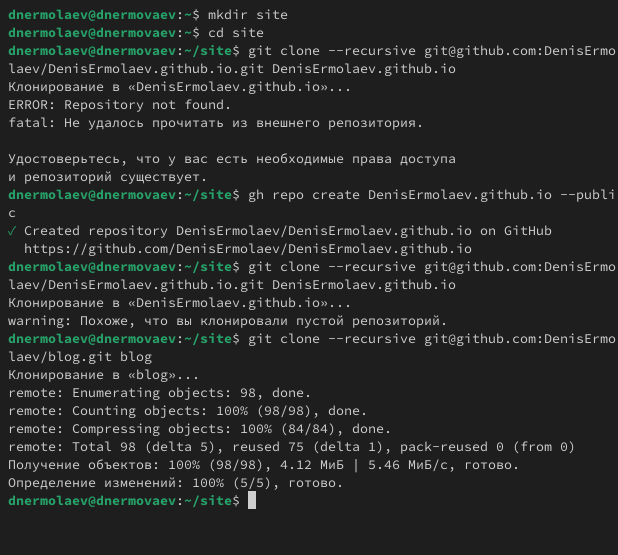 dnermolaev@dnermovaev:~$ mkdir site
dnermolaev@dnermovaev:~$ cd site
dnermolaev@dnermovaev:~/site$ git clone --recursive git@github.com:DenisErmo
laev/DenisErmolaev.github.io.git DenisErmolaev.github.io
Клонирование в «DenisErmolaev.github.io»...
ERROR: Repository not found.
fatal: Не удалось прочитать из внешнего репозитория.

Удостоверьтесь, что у вас есть необходимые права доступа
и репозиторий существует.
dnermolaev@dnermovaev:~/site$ gh repo create DenisErmolaev.github.io --publi
c
✓ Created repository DenisErmolaev/DenisErmolaev.github.io on GitHub
  https://github.com/DenisErmolaev/DenisErmolaev.github.io
dnermolaev@dnermovaev:~/site$ git clone --recursive git@github.com:DenisErmo
laev/DenisErmolaev.github.io.git DenisErmolaev.github.io
Клонирование в «DenisErmolaev.github.io»...
warning: Похоже, что вы клонировали пустой репозиторий.
dnermolaev@dnermovaev:~/site$ git clone --recursive git@github.com:DenisErmo
laev/blog.git blog
Клонирование в «blog»...
remote: Enumerating objects: 98, done.
remote: Counting objects: 100% (98/98), done.
remote: Compressing objects: 100% (84/84), done.
remote: Total 98 (delta 5), reused 75 (delta 1), pack-reused 0 (from 0)
Получение объектов: 100% (98/98), 4.12 МиБ | 5.46 МиБ/с, готово.
Определение изменений: 100% (5/5), готово.
dnermolaev@dnermovaev:~/site$